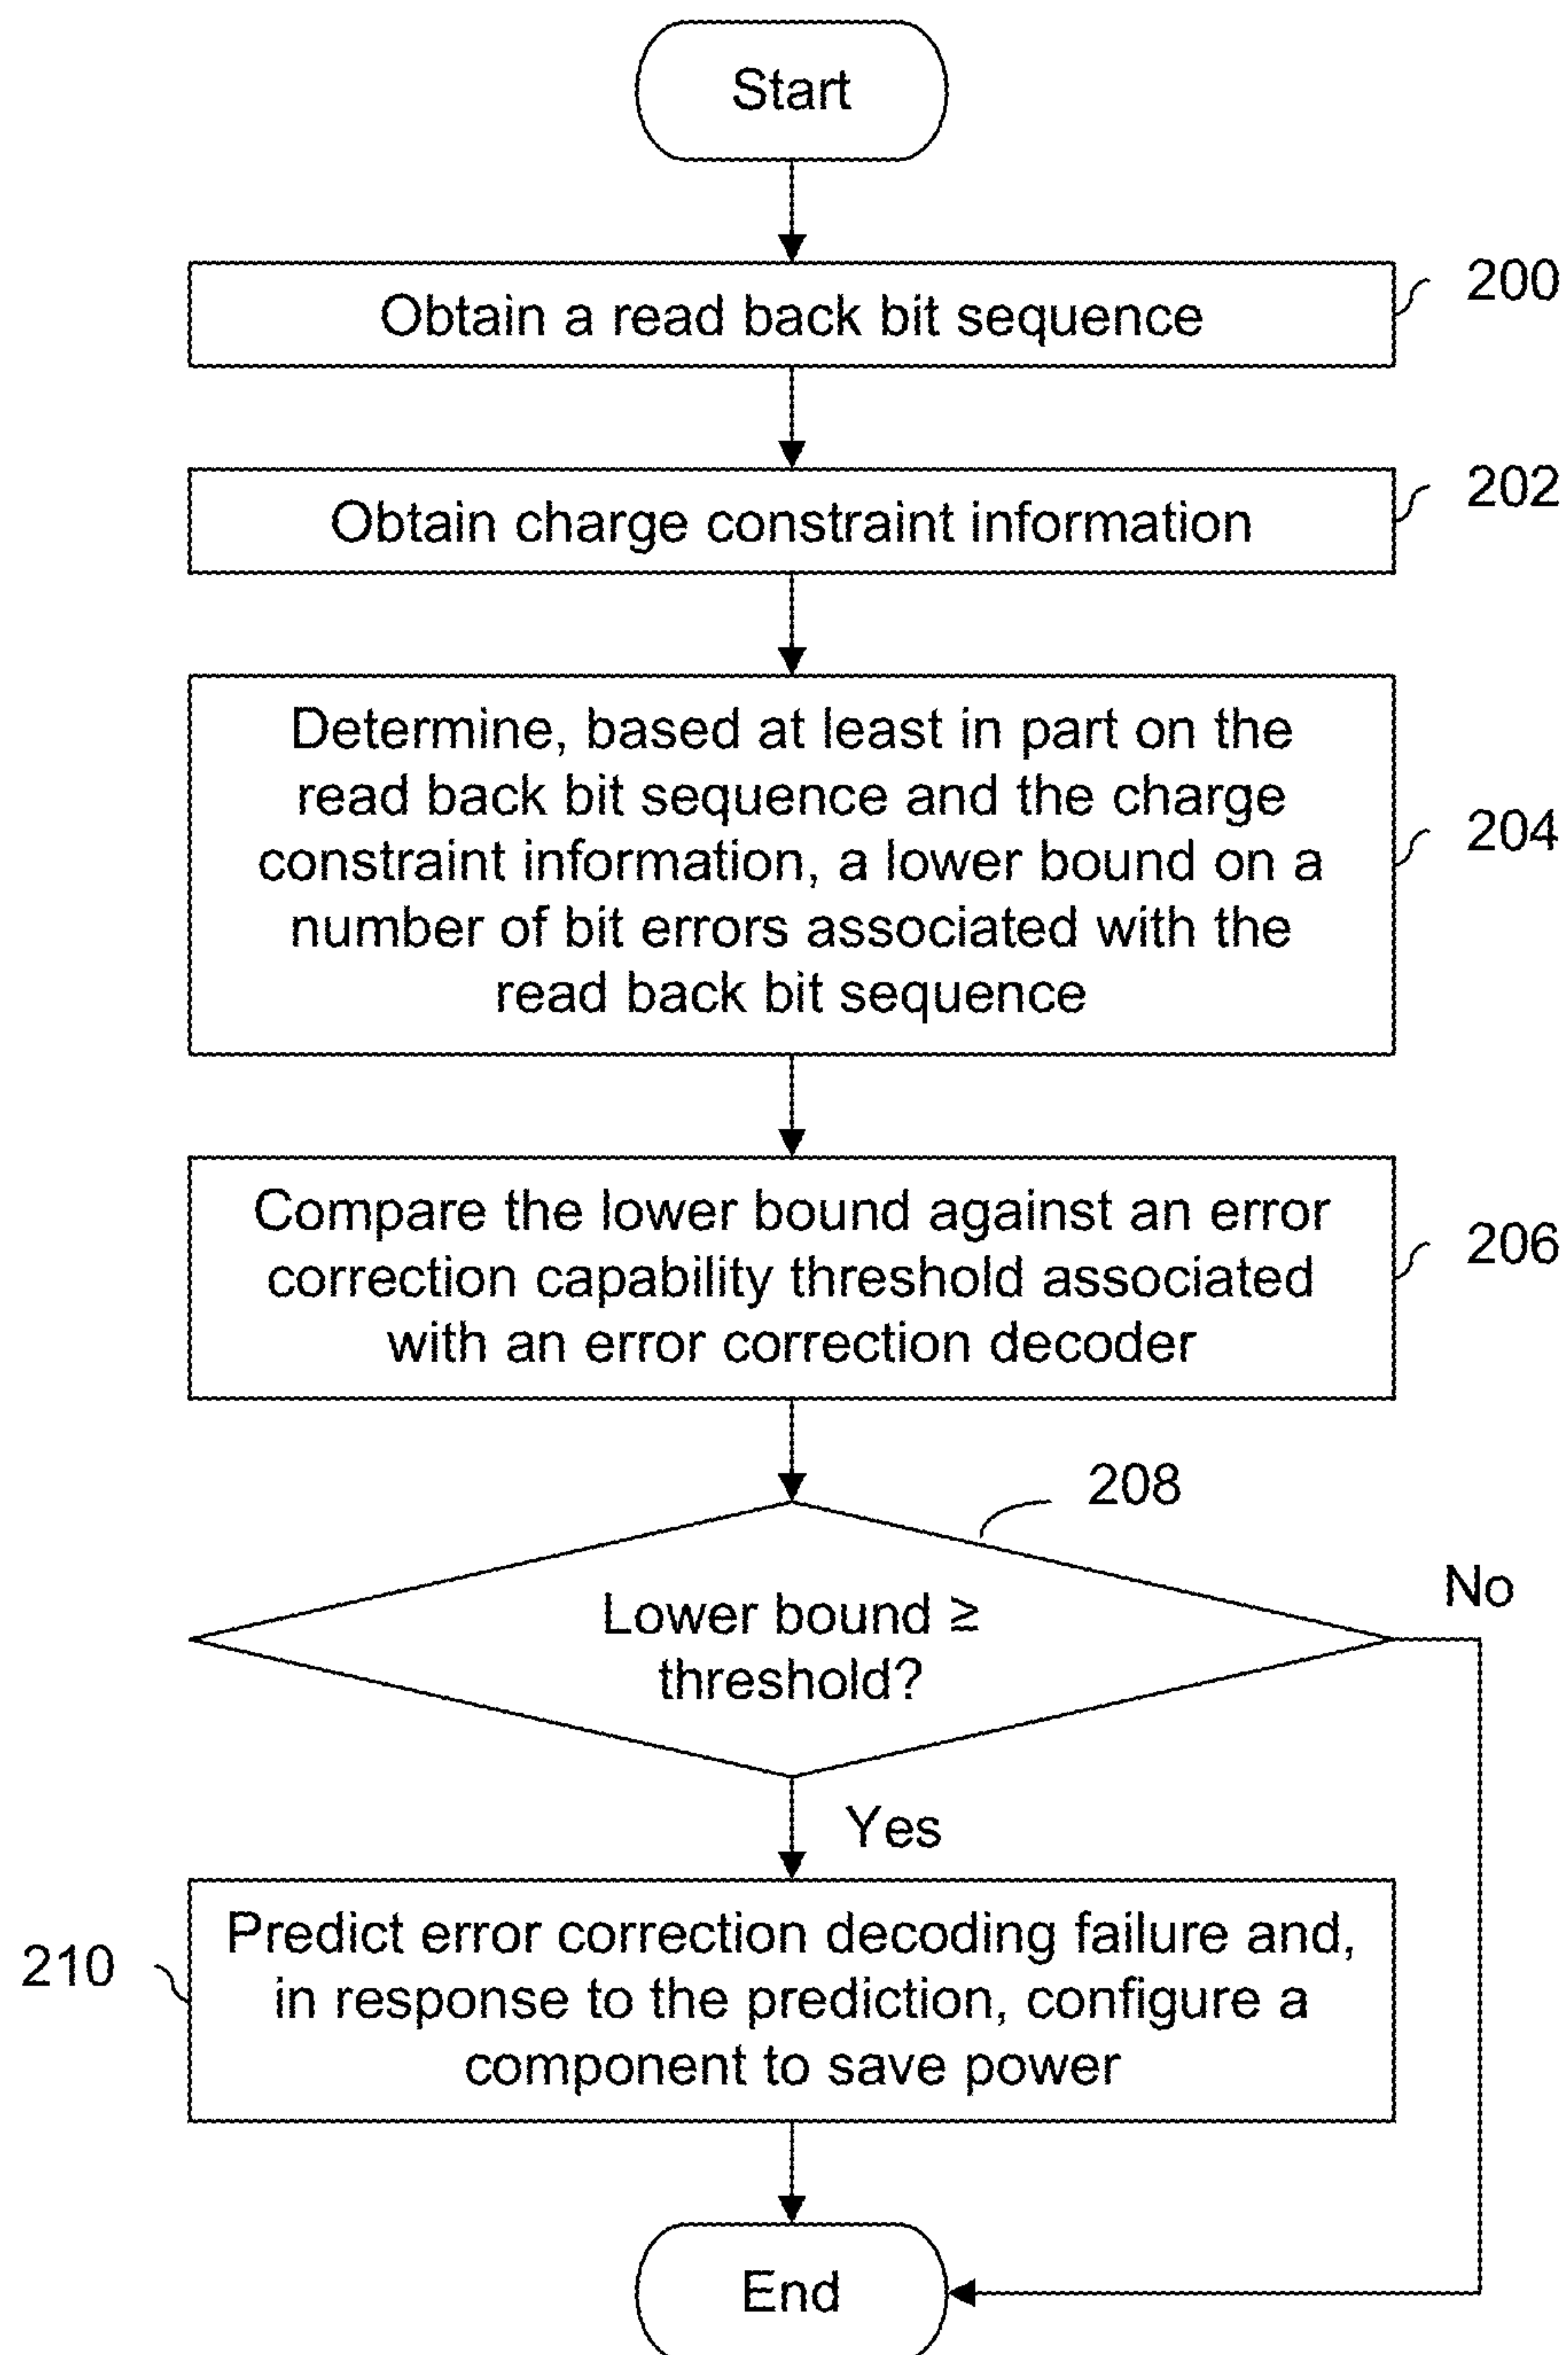 Start
Obtain a read back bit sequence
200
Obtain charge constraint information
202
Determine, based at least in part on the
read back bit sequence and the charge
constraint information, a lower bound on a
number of bit errors associated with the
read back bit sequence
204
Compare the lower bound against an error
correction capability threshold associated
with an error correction decoder
206
208
Lower bound ≥
threshold?
No
Yes
210
Predict error correction decoding failure and,
in response to the prediction, configure a
component to save power
End